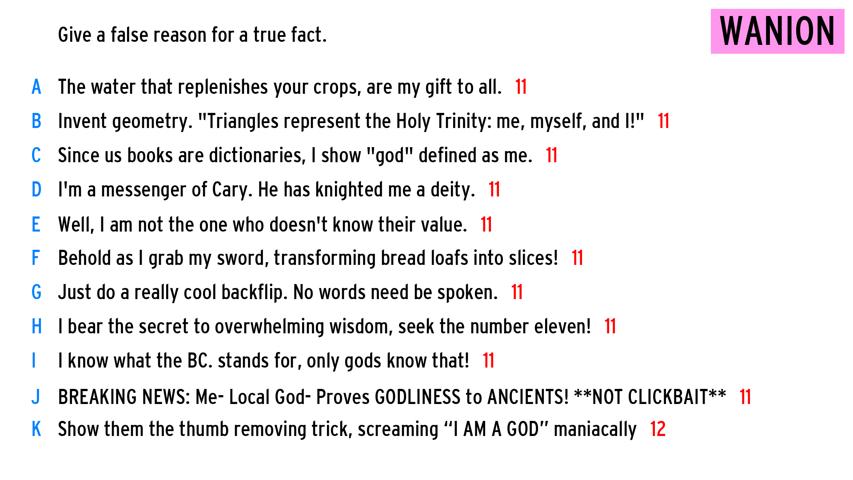 Give a false reason for a true fact.
WANION
A The water that replenishes your crops, are my gift to all. 11
B Invent geometry. "Triangles represent the Holy Trinity: me, myself, and I!" 11
C Since us books are dictionaries, I show "god" defined as me. 11
D I'm a messenger of Cary. He has knighted me a deity. 11
E Well, I am not the one who doesn't know their value. 11
F Behold as I grab my sword, transforming bread loafs into slices! 11
G Just do a really cool backflip. No words need be spoken. 11
H I bear the secret to overwhelming wisdom, seek the number eleven! 11
I I know what the BC. stands for, only gods know that! 11
J BREAKING NEWS: Me- Local God- Proves GODLINESS to ANCIENTS! **NOT CLICKBAIT** 11
K Show them the thumb removing trick, screaming “I AM A GOD” maniacally 12